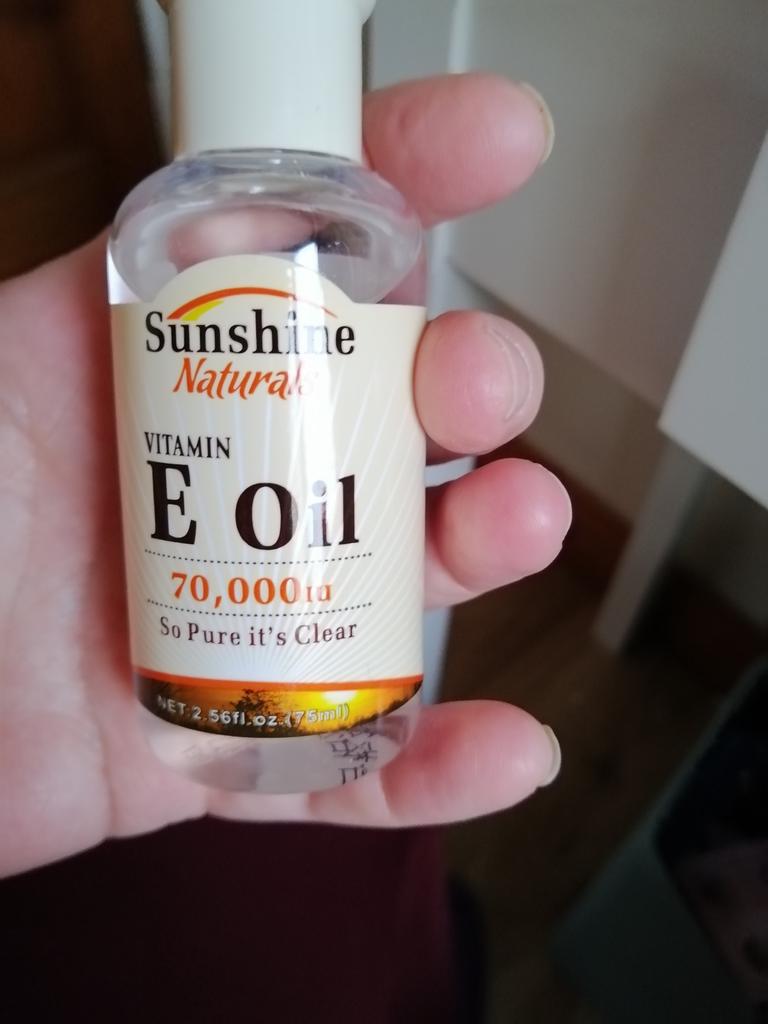 Sunshine
Naturals
VITAMIN
E Oil
70,000IU
So Pure it's Clear
NET 2.56fl.oz.(75ml)